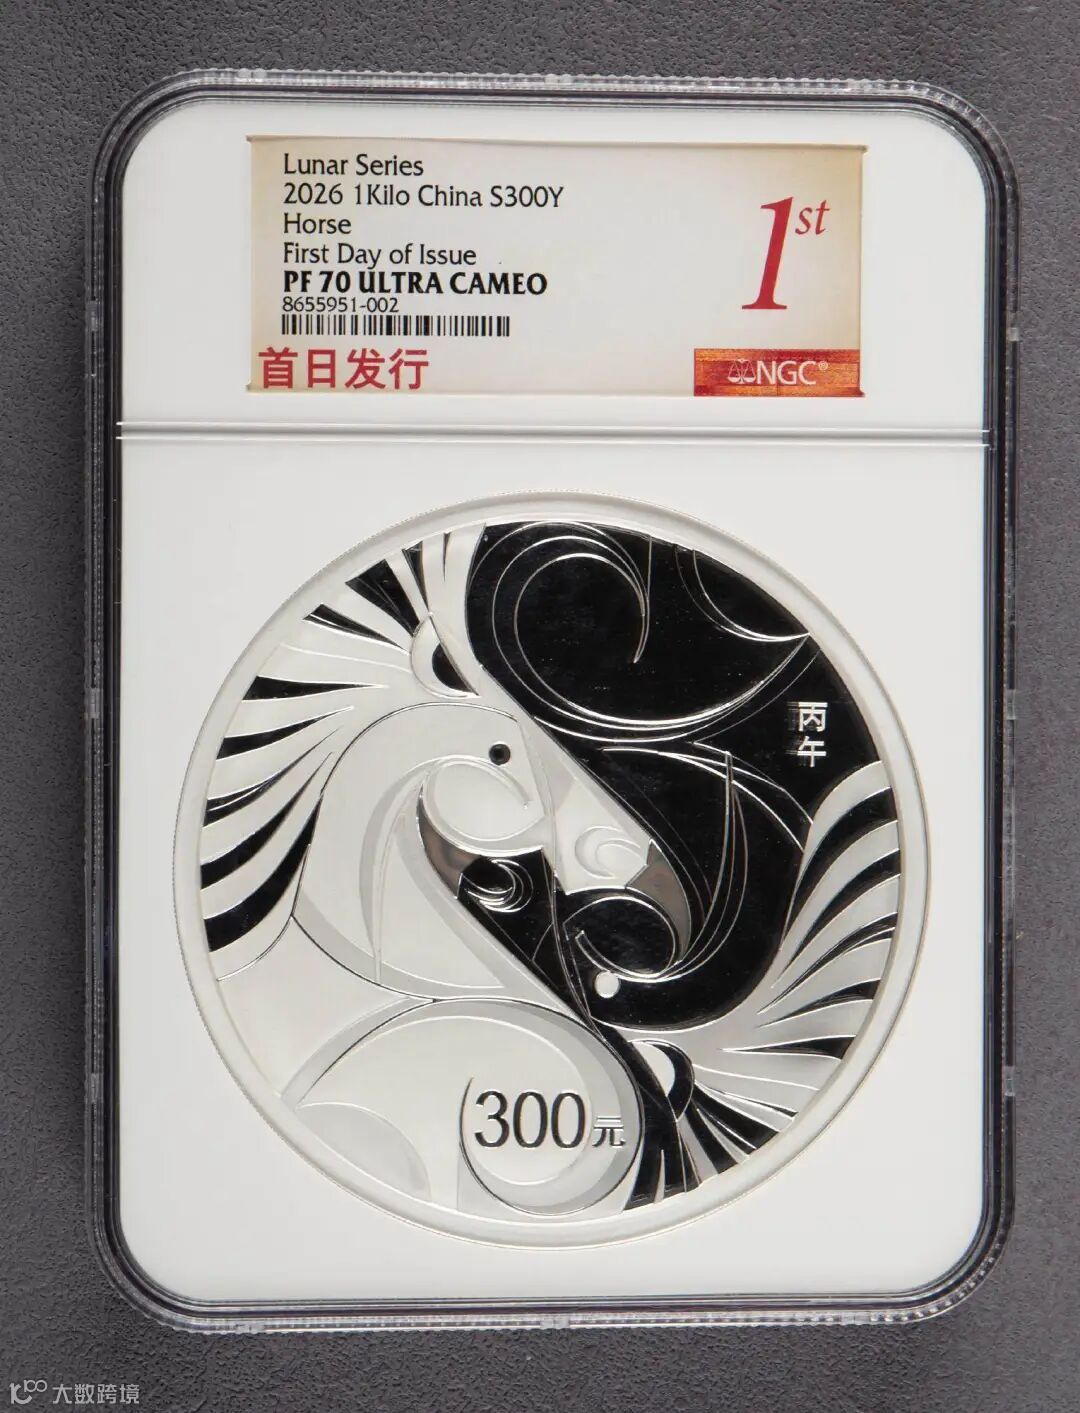 Lunar Series
2026 1Kilo China S300Y
Horse
First Day of Issue
PF 70 ULTRA CAMEO
8655951-002
首日发行
1st
NGC®
丙午
300元
大数跨境